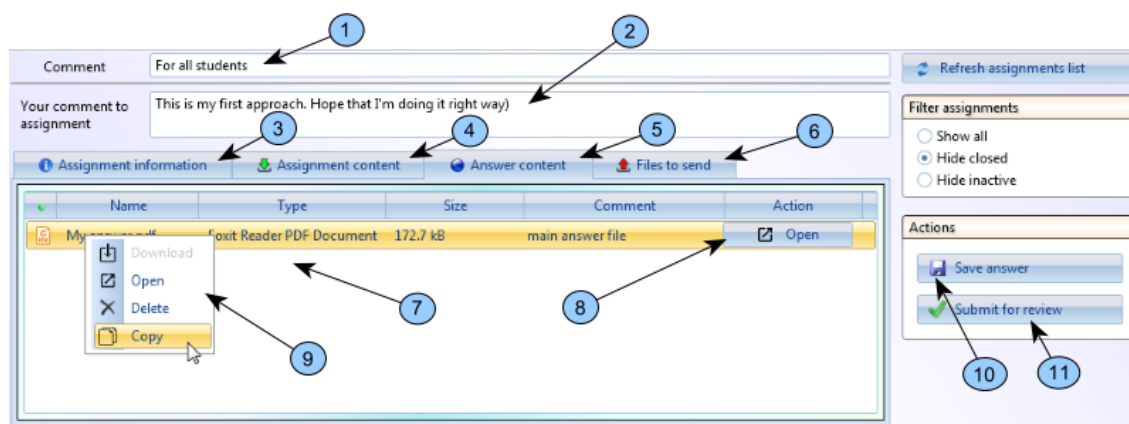 1
2
Comment
For all students
Refresh assignments list
Your comment to
assignment
This is my first approach. Hope that I'm doing it right way)
Filter assignments
Show all
Hide closed
Hide inactive
3
4
5
6
Assignment information
Assignment content
Answer content
Files to send
Name Type Size Comment Action
My answer.pdf Foxit Reader PDF Document 172.7 kB main answer file Open
Download
Open
Delete
Copy
7
8
9
Actions
Save answer
Submit for review
10
11